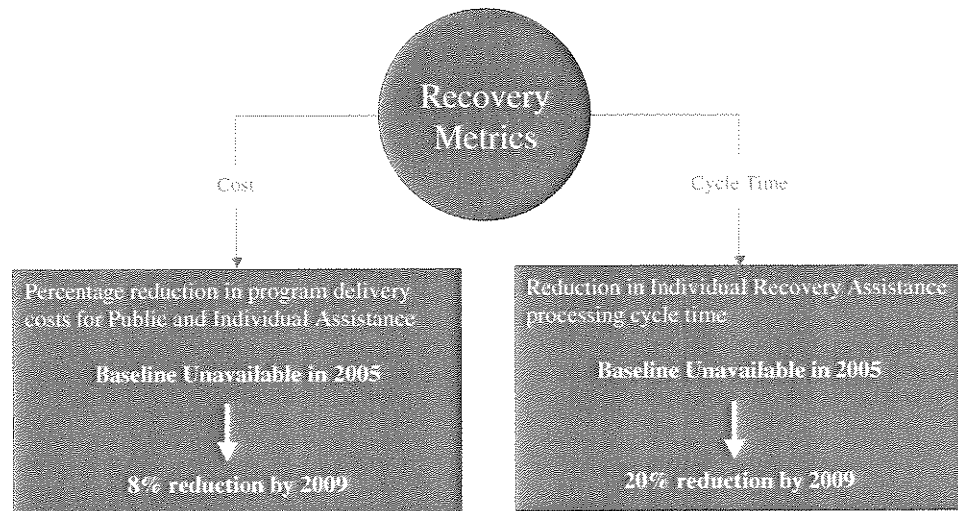 Recovery
Metrics
Cost
Cycle Time
Percentage reduction in program delivery
costs for Public and Individual Assistance
Baseline Unavailable in 2005
8% reduction by 2009
Reduction in Individual Recovery Assistance
processing cycle time
Baseline Unavailable in 2005
20% reduction by 2009